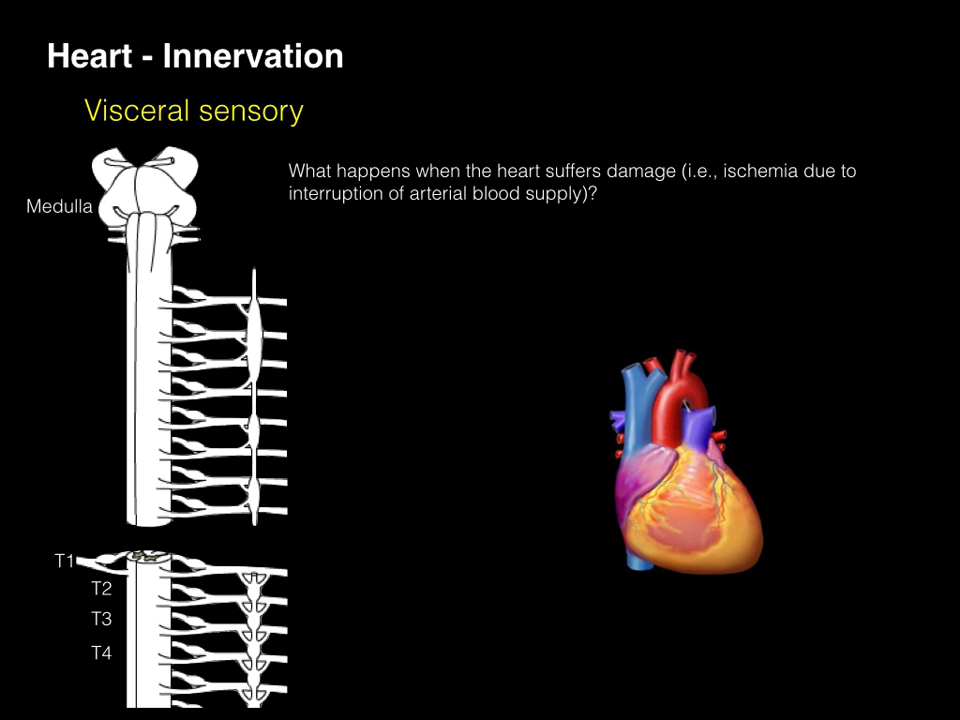 Heart - Innervation
Visceral sensory
What happens when the heart suffers damage (i.e., ischemia due to
interruption of arterial blood supply)?
Medulla
T1
T2
T3
T4